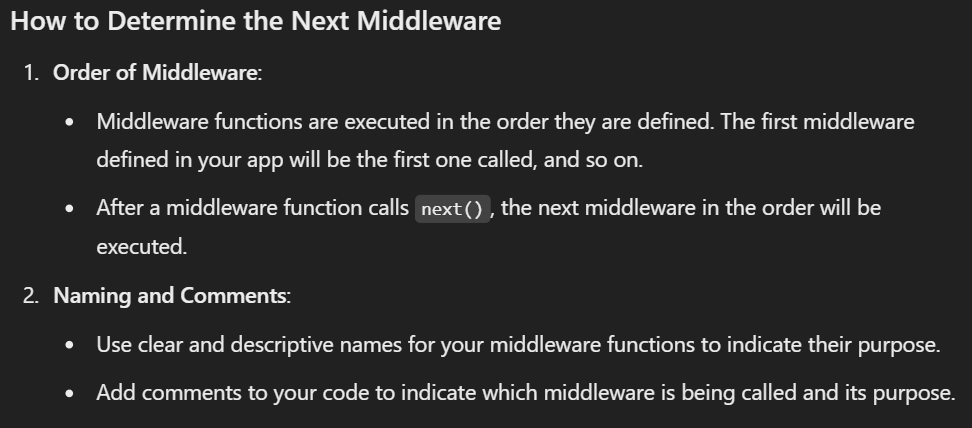 How to Determine the Next Middleware
1. Order of Middleware:
• Middleware functions are executed in the order they are defined. The first middleware
defined in your app will be the first one called, and so on.
• After a middleware function calls next(), the next middleware in the order will be
executed.
2. Naming and Comments:
• Use clear and descriptive names for your middleware functions to indicate their purpose.
• Add comments to your code to indicate which middleware is being called and its purpose.